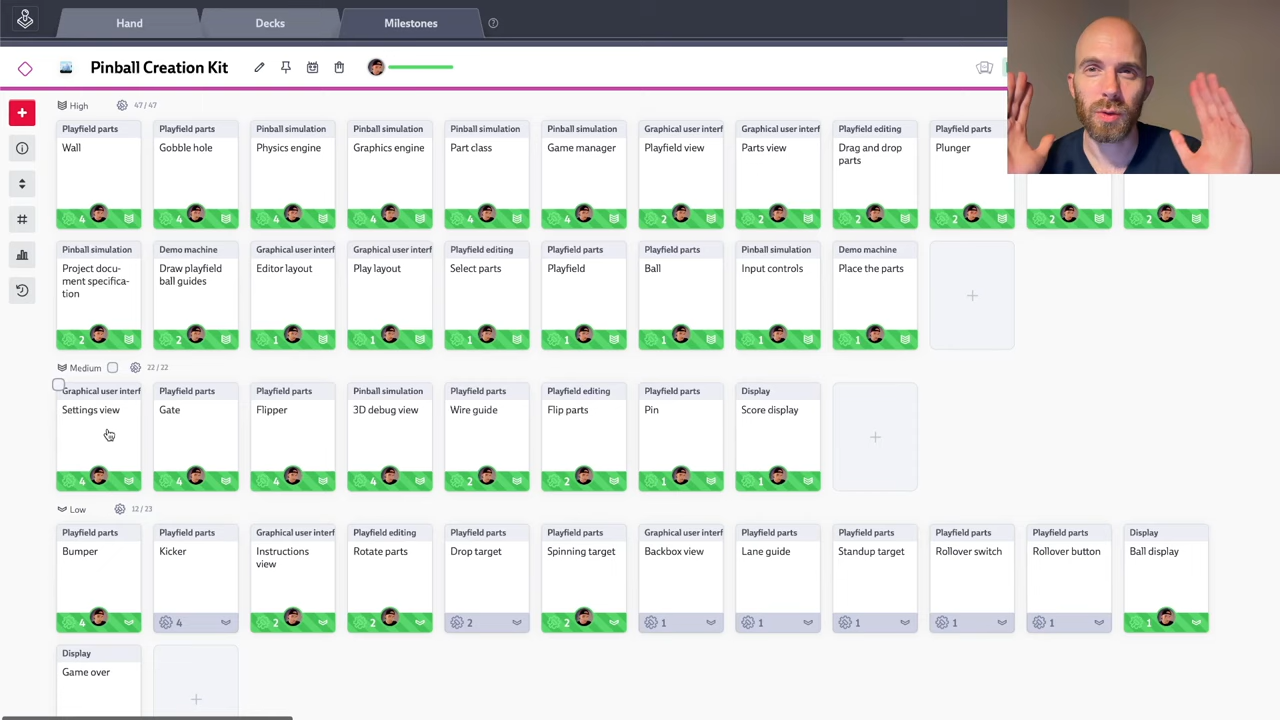 Hand
Decks
Milestones
Pinball Creation Kit
High
47/47
Playfield parts
Wall
4
Playfield parts
Gobble hole
4
Pinball simulation
Physics engine
4
Pinball simulation
Graphics engine
4
Pinball simulation
Part class
4
Pinball simulation
Game manager
4
Graphical user interf
Playfield view
2
Graphical user interf
Parts view
2
Playfield editing
Drag and drop
parts
2
Playfield parts
Plunger
2
2
2
Pinball simulation
Project docu-
ment specifica-
tion
2
Demo machine
Draw playfield
ball guides
2
Graphical user interf
Editor layout
1
Graphical user interf
Play layout
1
Playfield editing
Select parts
1
Playfield parts
Playfield
1
Playfield parts
Ball
1
Pinball simulation
Input controls
1
Demo machine
Place the parts
1
Medium
22/22
Graphical user interf
Settings view
4
Playfield parts
Gate
4
Playfield parts
Flipper
4
Pinball simulation
3D debug view
4
Playfield parts
Wire guide
2
Playfield editing
Flip parts
2
Playfield parts
Pin
1
Display
Score display
1
Low
12/23
Playfield parts
Bumper
4
Playfield parts
Kicker
4
Graphical user interf
Instructions
view
2
Playfield editing
Rotate parts
2
Playfield parts
Drop target
2
Playfield parts
Spinning target
2
Graphical user interf
Backbox view
1
Playfield parts
Lane guide
1
Playfield parts
Standup target
1
Playfield parts
Rollover switch
1
Playfield parts
Rollover button
1
Display
Ball display
1
Display
Game over